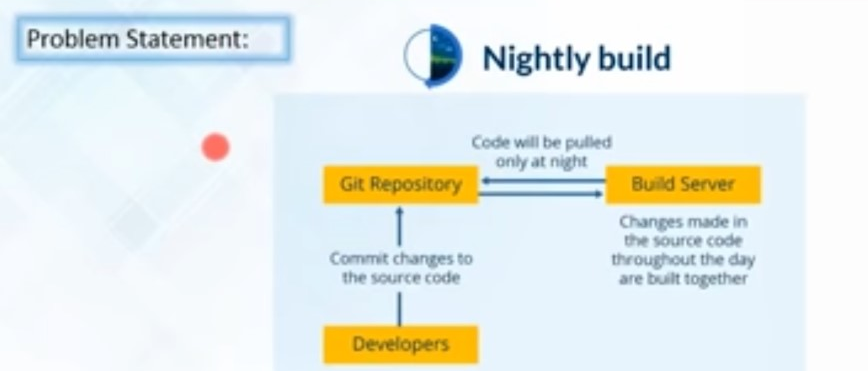 Problem Statement:
Nightly build
Code will be pulled
only at night
Git Repository
Build Server
Changes made in
the source code
throughout the day
are built together
Commit changes to
the source code
Developers